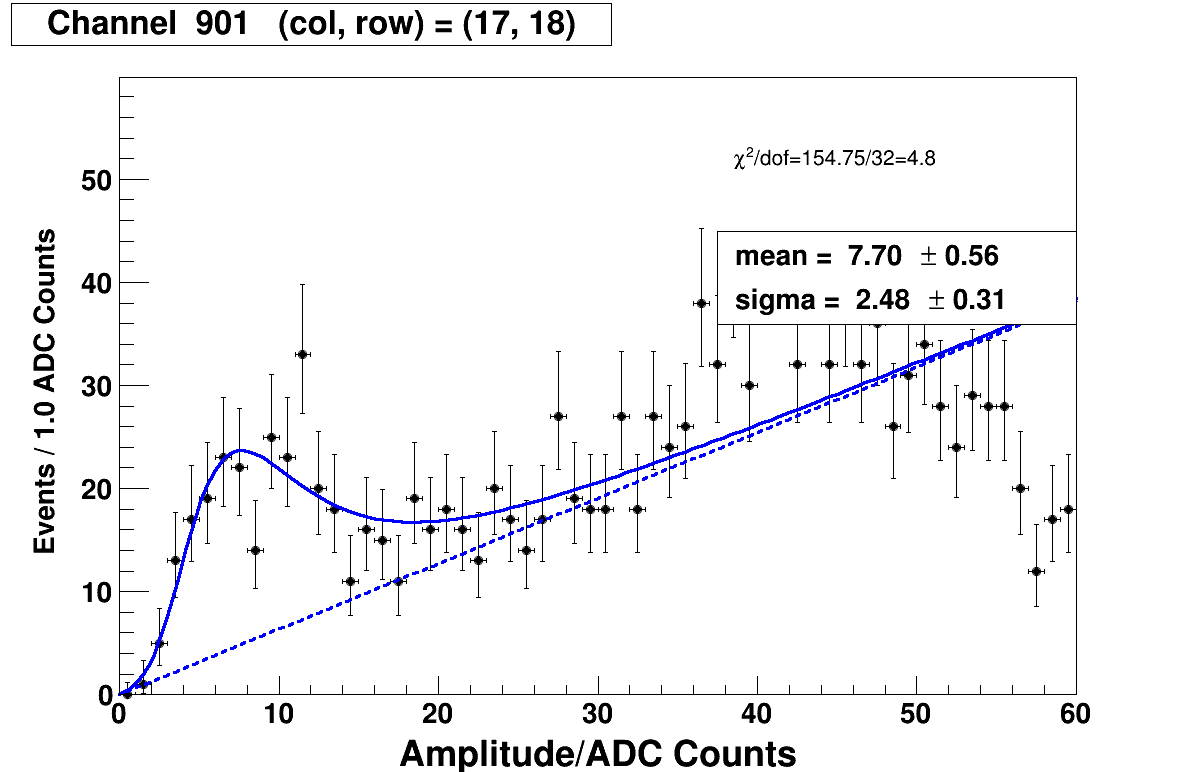 Channel 901 (col, row) = (17, 18)
χ²/dof=154.75/32=4.8
mean = 7.70 ± 0.56
sigma = 2.48 ± 0.31
Events / 1.0 ADC Counts
50
40
30
20
10
0
0 10 20 30 40 50 60
Amplitude/ADC Counts